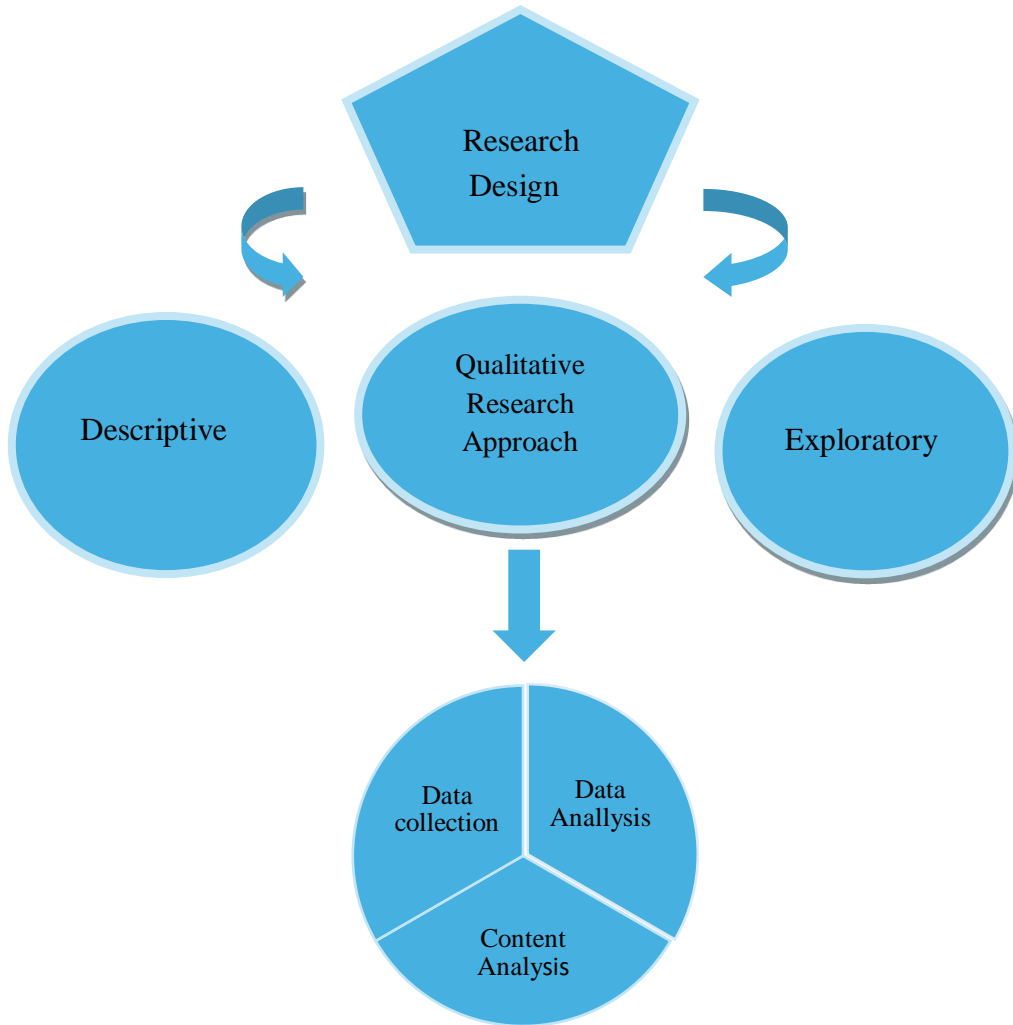 Research
Design
Descriptive
Qualitative
Research
Approach
Exploratory
Data
collection
Data
Anallysis
Content
Analysis